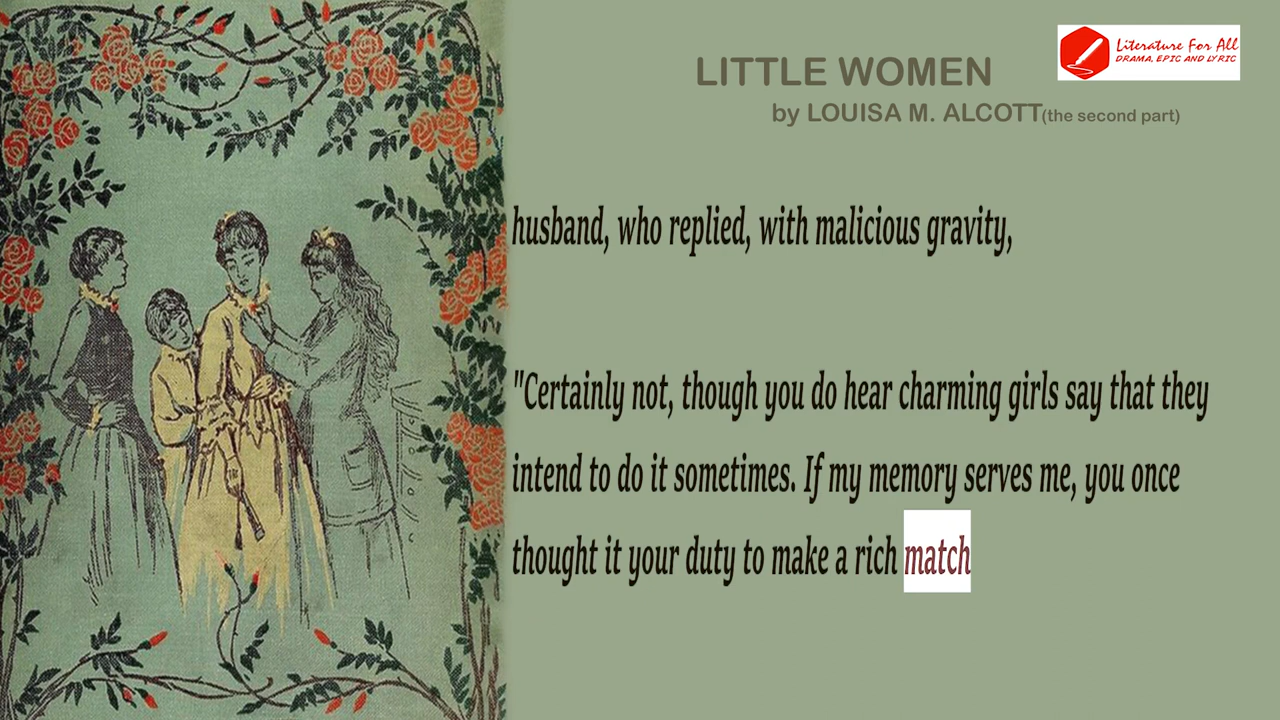 LITTLE WOMEN
by LOUISA M. ALCOTT(the second part)
Literature For All
DRAMA, EPIC AND LYRIC
husband, who replied, with malicious gravity,
"Certainly not, though you do hear charming girls say that they
intend to do it sometimes. If my memory serves me, you once
thought it your duty to make a rich match